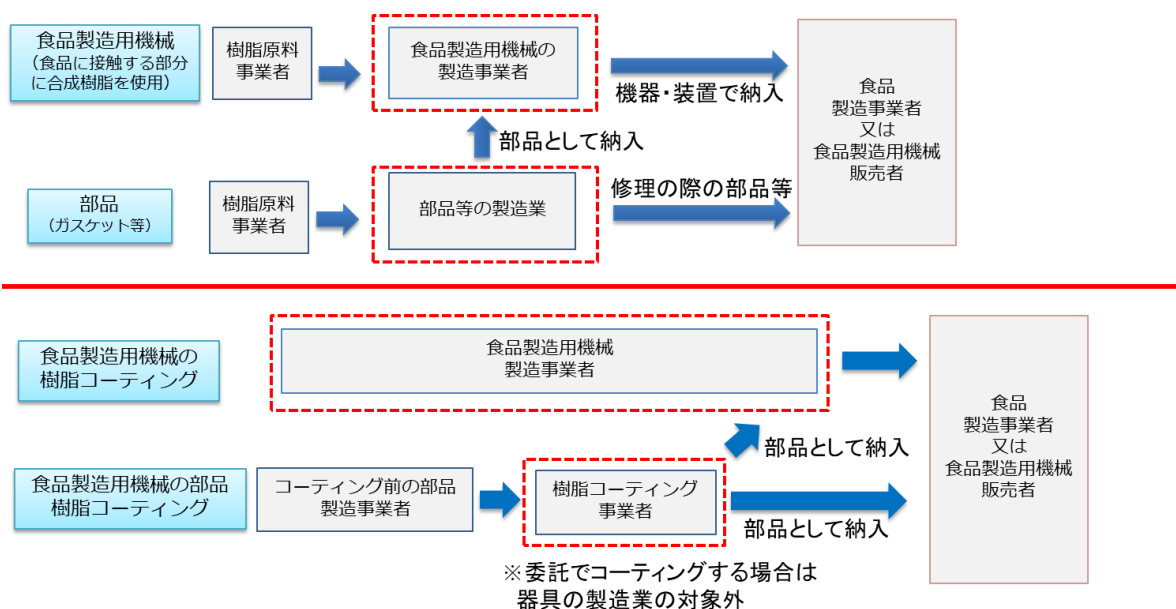 食品製造用機械
（食品に接触する部分
に合成樹脂を使用）
樹脂原料
事業者
食品製造用機械の
製造事業者
機器・装置で納入
食品
製造事業者
又は
食品製造用機械
販売者
部品として納入
部品
（ガスケット等）
樹脂原料
事業者
部品等の製造業
修理の際の部品等
食品製造用機械の
樹脂コーティング
食品製造用機械
製造事業者
食品
製造事業者
又は
食品製造用機械
販売者
部品として納入
食品製造用機械の部品
樹脂コーティング
コーティング前の部品
製造事業者
樹脂コーティング
事業者
部品として納入
※委託でコーティングする場合は
器具の製造業の対象外